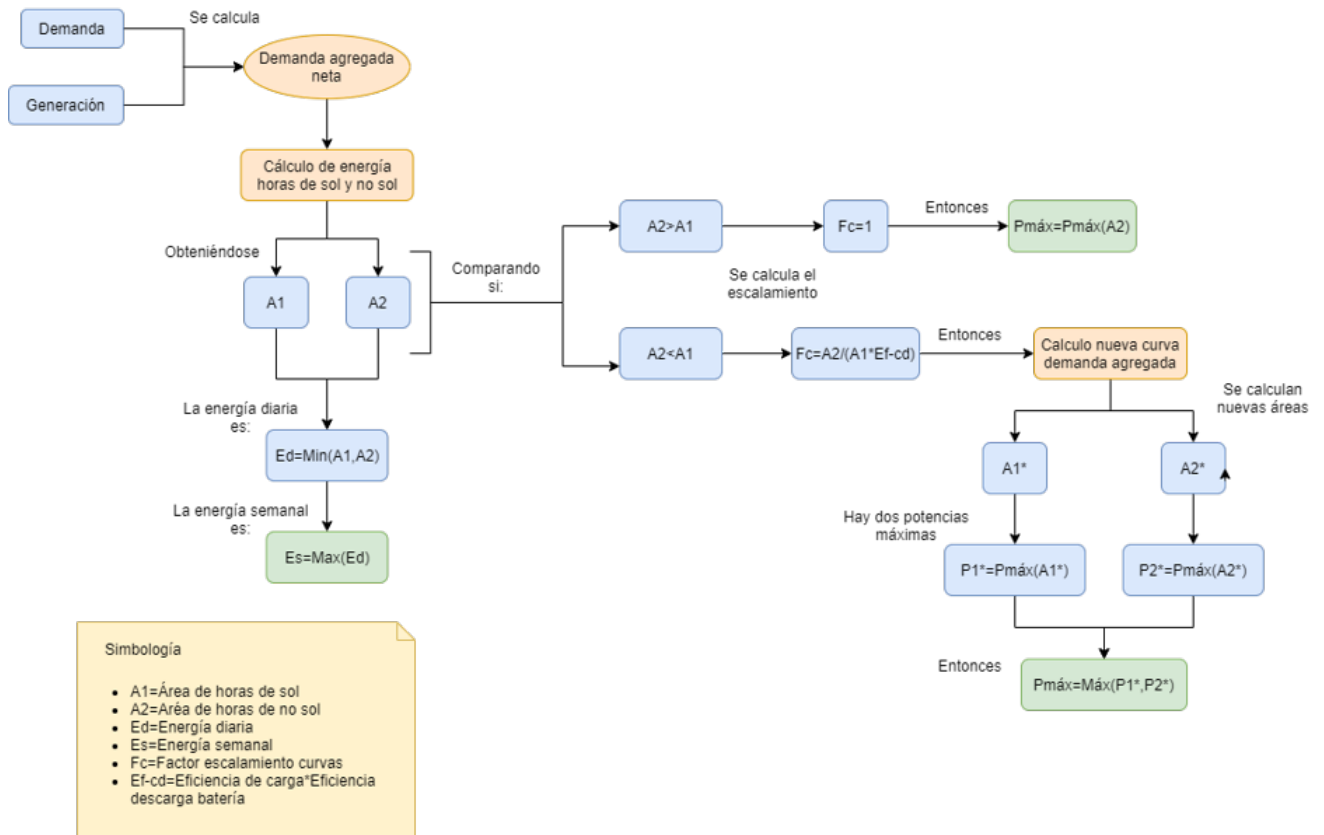 Se calcula
Demanda
Demanda agregada
neta
Generación
Cálculo de energía
horas de sol y no sol
Obteniéndose
A1
A2
Comparando
si:
A2>A1
Fc=1
Entonces
Pmáx=Pmáx(A2)
Se calcula el
escalamiento
A2<A1
Fc=A2/(A1*Ef-cd)
Entonces
Calculo nueva curva
demanda agregada
Se calculan
nuevas áreas
La energía diaria
es:
Ed=Min(A1,A2)
A1*
A2*
La energía semanal
es:
Es=Max(Ed)
Hay dos potencias
máximas
P1*=Pmáx(A1*)
P2*=Pmáx(A2*)
Entonces
Pmáx=Máx(P1*,P2*)
Simbología
• A1=Área de horas de sol
• A2=Aréa de horas de no sol
• Ed=Energía diaria
• Es=Energía semanal
• Fc=Factor escalamiento curvas
• Ef-cd=Eficiencia de carga*Eficiencia
descarga batería